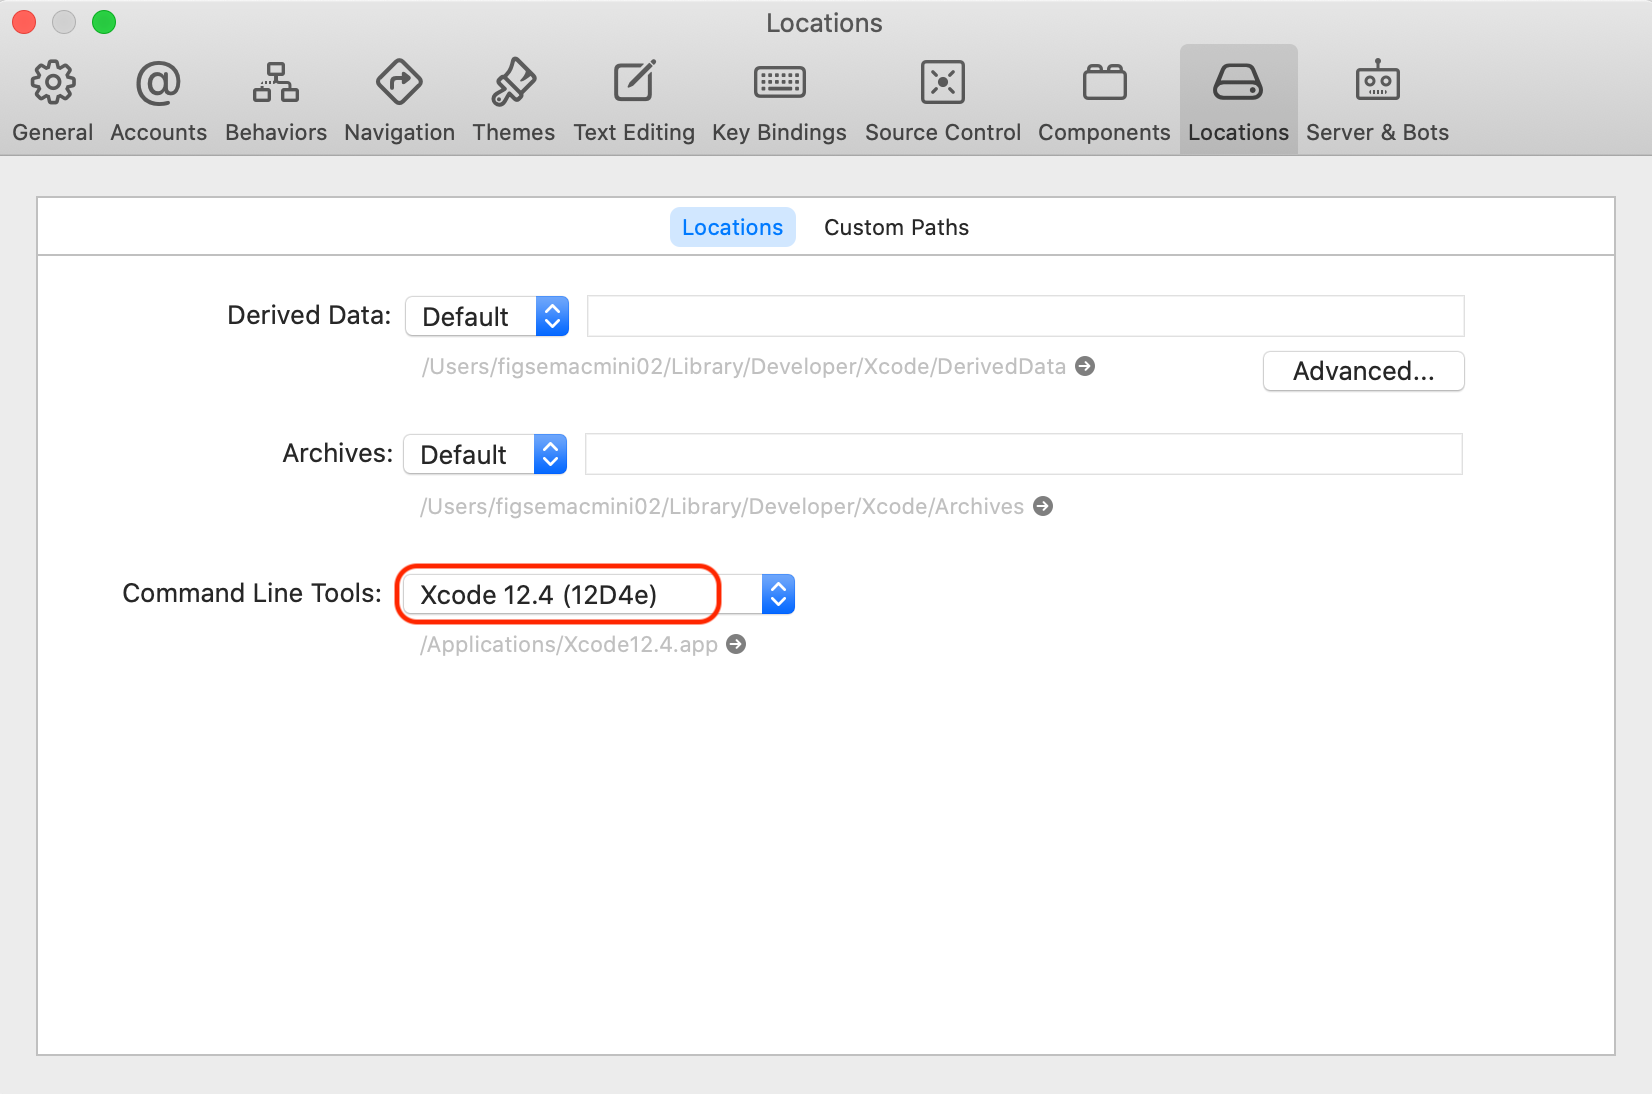 Locations
General Accounts Behaviors Navigation Themes Text Editing Key Bindings Source Control Components Locations Server & Bots
Locations Custom Paths
Derived Data: Default
/Users/figsemacmini02/Library/Developer/Xcode/DerivedData
Advanced...
Archives: Default
/Users/figsemacmini02/Library/Developer/Xcode/Archives
Command Line Tools: Xcode 12.4 (12D4e)
/Applications/Xcode12.4.app